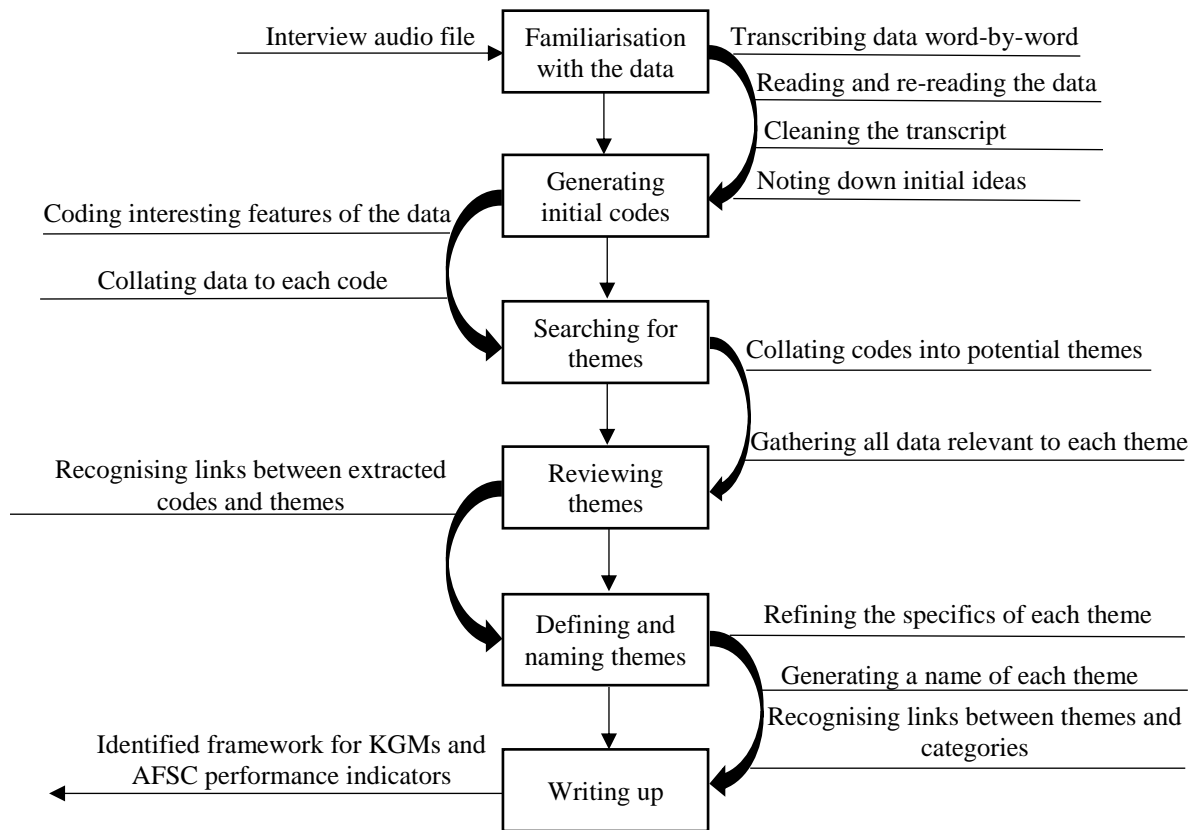 Interview audio file
Familiarisation
with the data
Transcribing data word-by-word
Reading and re-reading the data
Cleaning the transcript
Noting down initial ideas
Generating
initial codes
Coding interesting features of the data
Collating data to each code
Searching for
themes
Collating codes into potential themes
Gathering all data relevant to each theme
Reviewing
themes
Recognising links between extracted
codes and themes
Defining and
naming themes
Refining the specifics of each theme
Generating a name of each theme
Recognising links between themes and
categories
Writing up
Identified framework for KGMs and
AFSC performance indicators